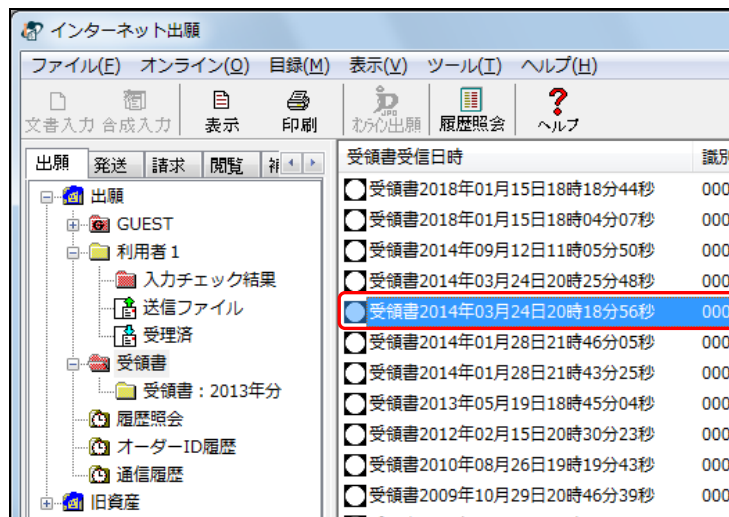 インターネット出願
ファイル(F) オンライン(O) 目録(M) 表示(V) ツール(T) ヘルプ(H)
文書入力 合成入力 表示 印刷 オンライン出願 履歴照会 ヘルプ
出願 発送 請求 閲覧
受領書受信日時
出願
GUEST
利用者1
入力チェック結果
送信ファイル
受理済
受領書
受領書:2013年分
履歴照会
オーダーID履歴
通信履歴
旧資産
受領書2018年01月15日18時18分44秒 000
受領書2018年01月15日18時04分07秒 000
受領書2014年09月12日11時05分50秒 000
受領書2014年03月24日20時25分48秒 000
受領書2014年03月24日20時18分56秒 000
受領書2014年01月28日21時46分05秒 000
受領書2014年01月28日21時43分25秒 000
受領書2013年05月19日18時45分04秒 000
受領書2012年02月15日20時30分23秒 000
受領書2010年08月26日19時19分43秒 000
受領書2009年10月29日20時46分39秒 000